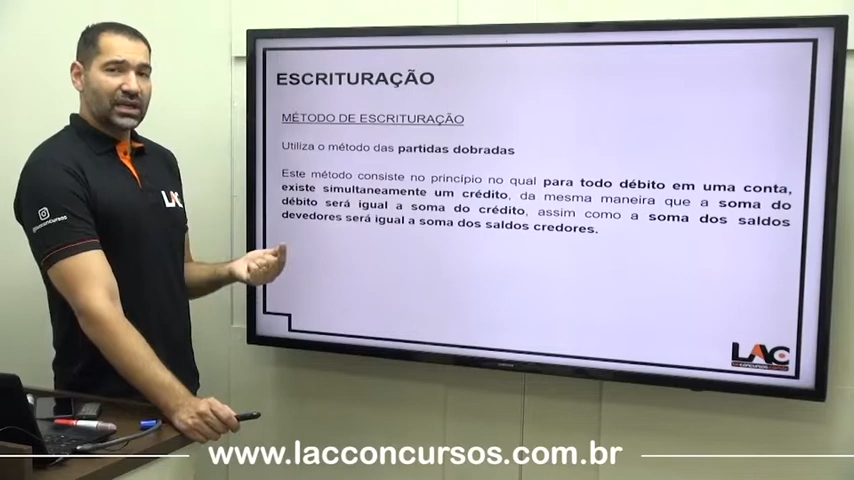 ESCRITURAÇÃO
MÉTODO DE ESCRITURAÇÃO
Utiliza o método das partidas dobradas
Este método consiste no princípio no qual para todo débito em uma conta,
existe simultaneamente um crédito, da mesma maneira que a soma do
débito será igual a soma do crédito, assim como a soma dos saldos
devedores será igual a soma dos saldos credores.
LAC
LAC
www.lacconcursos.com.br